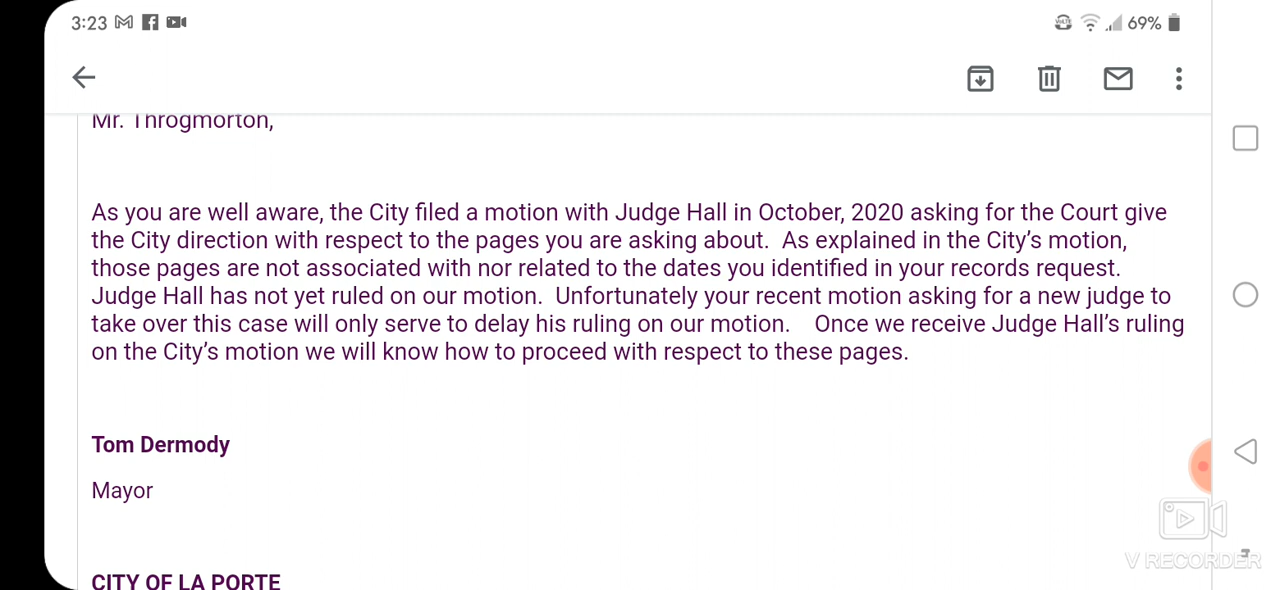 3:23
69%
Mr. Throgmorton,
As you are well aware, the City filed a motion with Judge Hall in October, 2020 asking for the Court give
the City direction with respect to the pages you are asking about.  As explained in the City’s motion,
those pages are not associated with nor related to the dates you identified in your records request.
Judge Hall has not yet ruled on our motion.  Unfortunately your recent motion asking for a new judge to
take over this case will only serve to delay his ruling on our motion.    Once we receive Judge Hall’s ruling
on the City’s motion we will know how to proceed with respect to these pages.
Tom Dermody
Mayor
CITY OF LA PORTE
V RECORDER